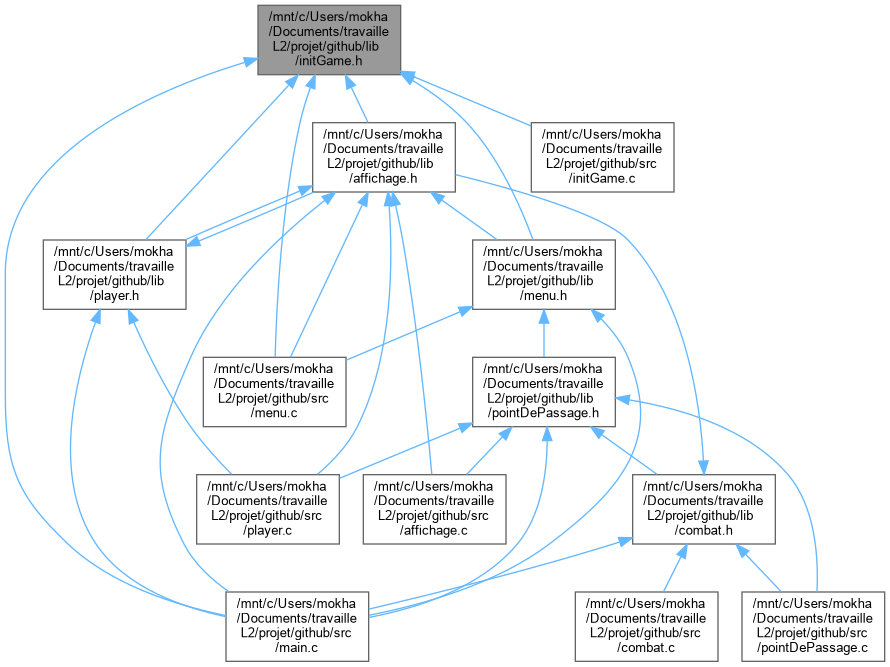 /mnt/c/Users/mokha
/Documents/travaille
L2/projet/github/lib
/initGame.h
/mnt/c/Users/mokha
/Documents/travaille
L2/projet/github/lib
/affichage.h
/mnt/c/Users/mokha
/Documents/travaille
L2/projet/github/src
/initGame.c
/mnt/c/Users/mokha
/Documents/travaille
L2/projet/github/lib
/player.h
/mnt/c/Users/mokha
/Documents/travaille
L2/projet/github/lib
/menu.h
/mnt/c/Users/mokha
/Documents/travaille
L2/projet/github/src
/menu.c
/mnt/c/Users/mokha
/Documents/travaille
L2/projet/github/lib
/pointDePassage.h
/mnt/c/Users/mokha
/Documents/travaille
L2/projet/github/src
/player.c
/mnt/c/Users/mokha
/Documents/travaille
L2/projet/github/src
/affichage.c
/mnt/c/Users/mokha
/Documents/travaille
L2/projet/github/lib
/combat.h
/mnt/c/Users/mokha
/Documents/travaille
L2/projet/github/src
/main.c
/mnt/c/Users/mokha
/Documents/travaille
L2/projet/github/src
/combat.c
/mnt/c/Users/mokha
/Documents/travaille
L2/projet/github/src
/pointDePassage.c